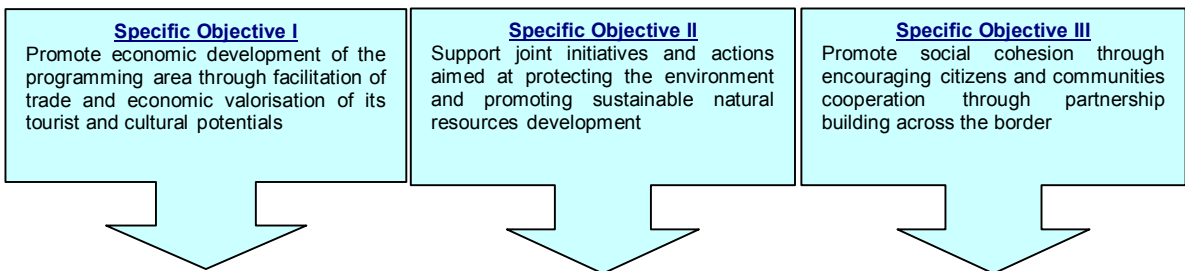 Specific Objective I
Promote economic development of the
programming area through facilitation of
trade and economic valorisation of its
tourist and cultural potentials
Specific Objective II
Support joint initiatives and actions
aimed at protecting the environment
and promoting sustainable natural
resources development
Specific Objective III
Promote social cohesion through
encouraging citizens and communities
cooperation through partnership
building across the border